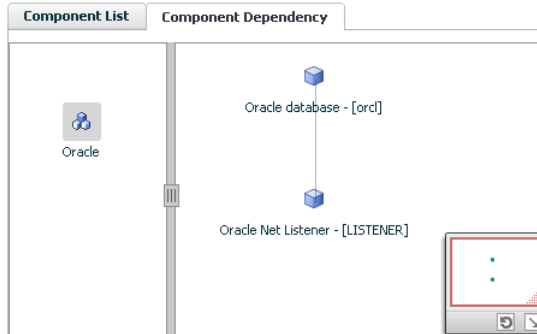 Component List
Component Dependency
Oracle database - [orcl]
Oracle
Oracle Net Listener - [LISTENER]